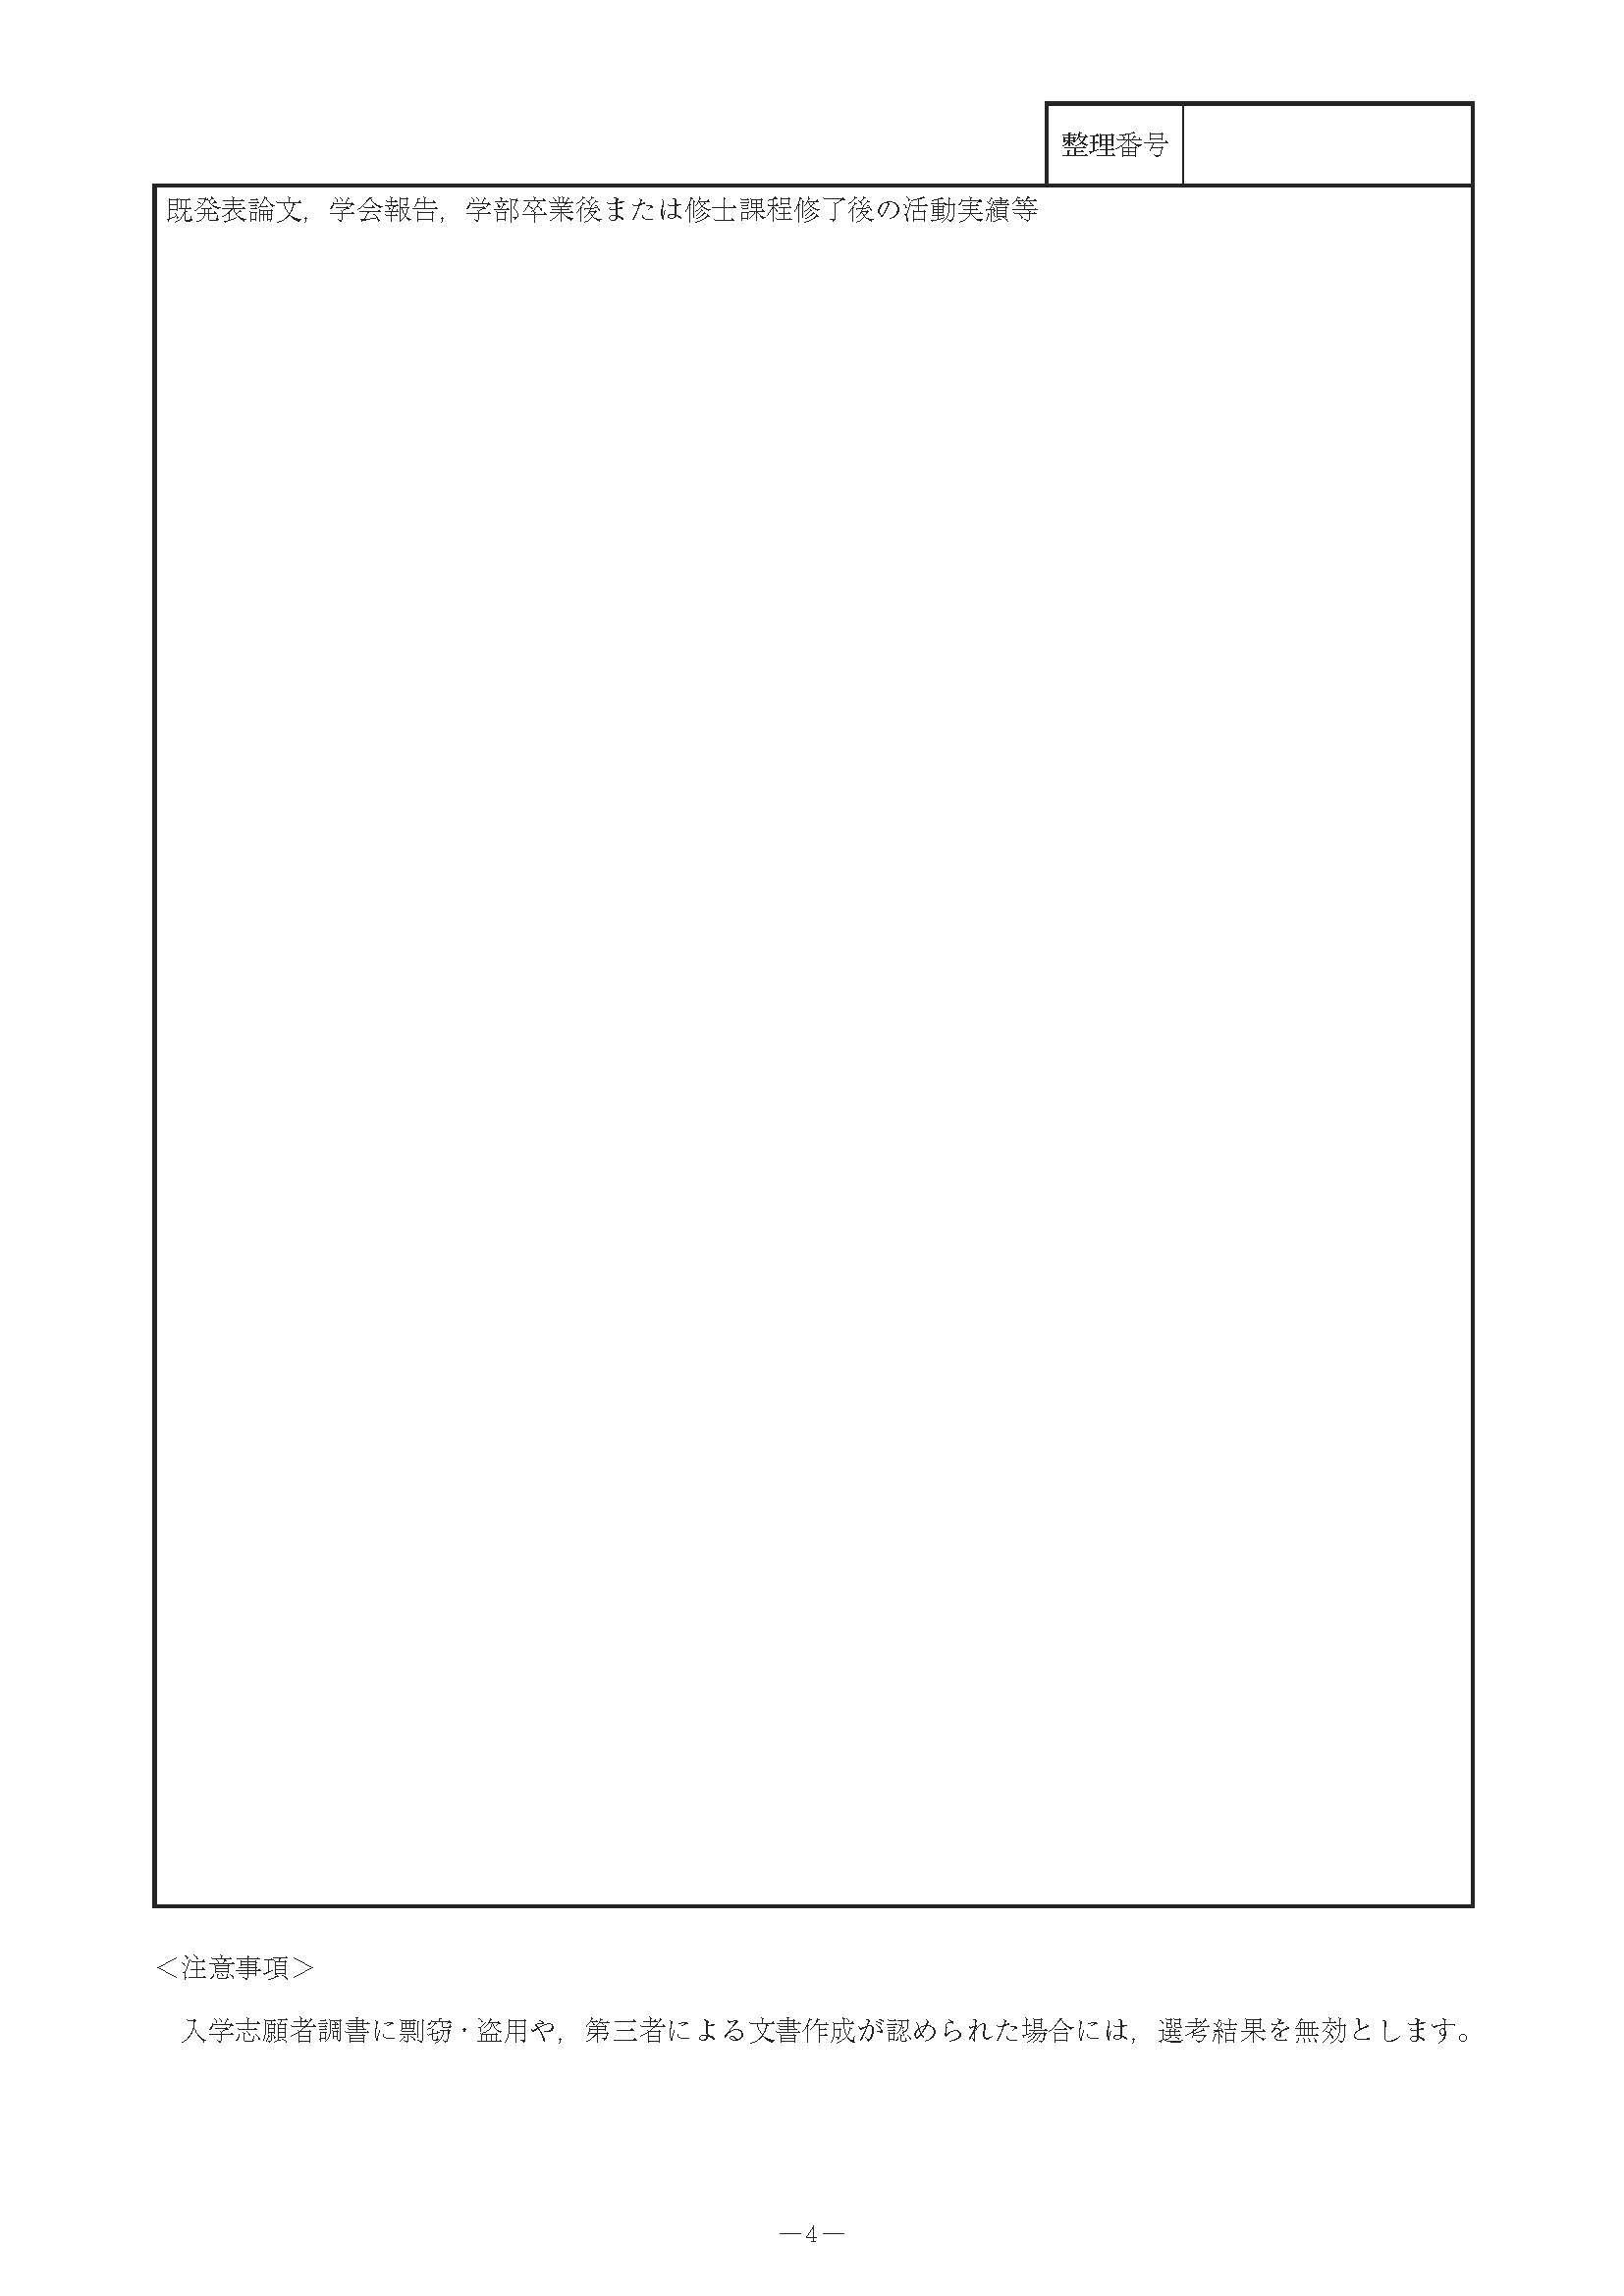 整理番号
既発表論文，学会報告，学部卒業後または修士課程修了後の活動実績等
＜注意事項＞
入学志願者調書に剽窃・盗用や，第三者による文書作成が認められた場合には，選考結果を無効とします。
―4―